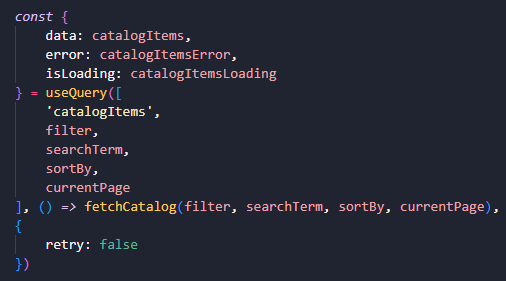 const {
    data: catalogItems,
    error: catalogItemsError,
    isLoading: catalogItemsLoading
} = useQuery([
    'catalogItems',
    filter,
    searchTerm,
    sortBy,
    currentPage
], () => fetchCatalog(filter, searchTerm, sortBy, currentPage),
{
    retry: false
})